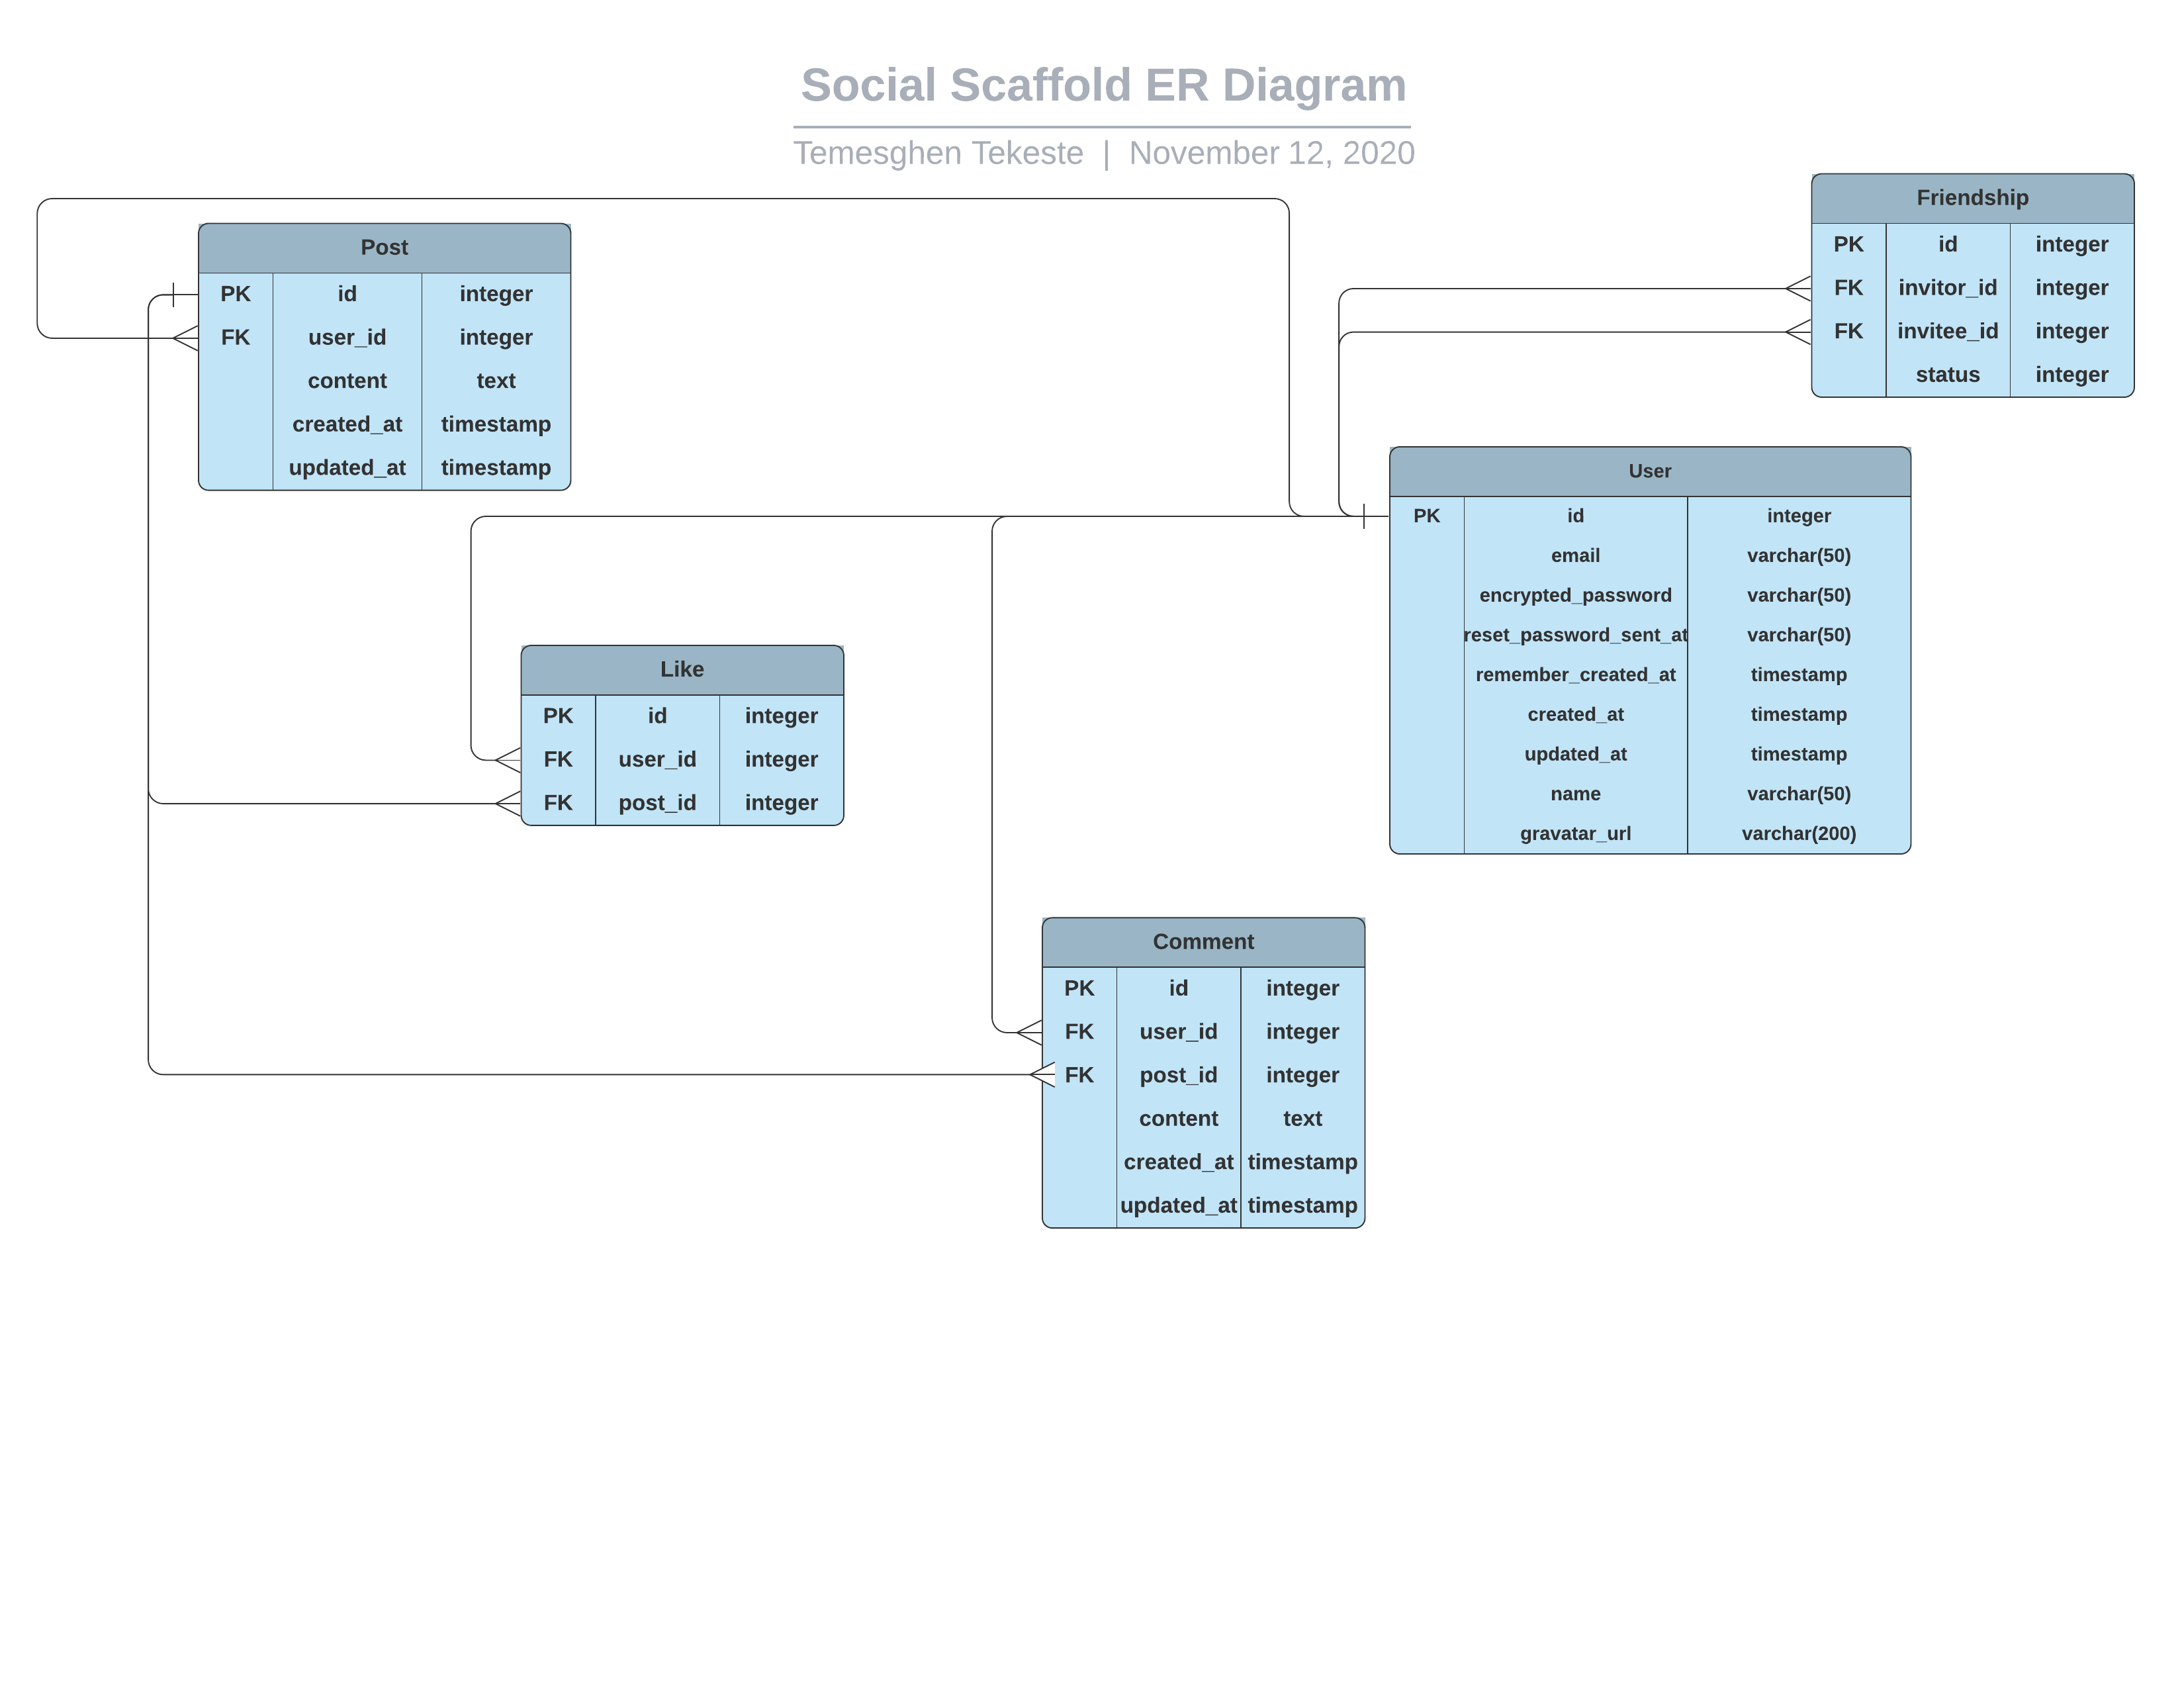 Social Scaffold ER Diagram
Temesghen Tekeste | November 12, 2020
Post
PK id integer
FK user_id integer
content text
created_at timestamp
updated_at timestamp
Friendship
PK id integer
FK invitor_id integer
FK invitee_id integer
status integer
User
PK id integer
email varchar(50)
encrypted_password varchar(50)
reset_password_sent_at varchar(50)
remember_created_at timestamp
created_at timestamp
updated_at timestamp
name varchar(50)
gravatar_url varchar(200)
Like
PK id integer
FK user_id integer
FK post_id integer
Comment
PK id integer
FK user_id integer
FK post_id integer
content text
created_at timestamp
updated_at timestamp